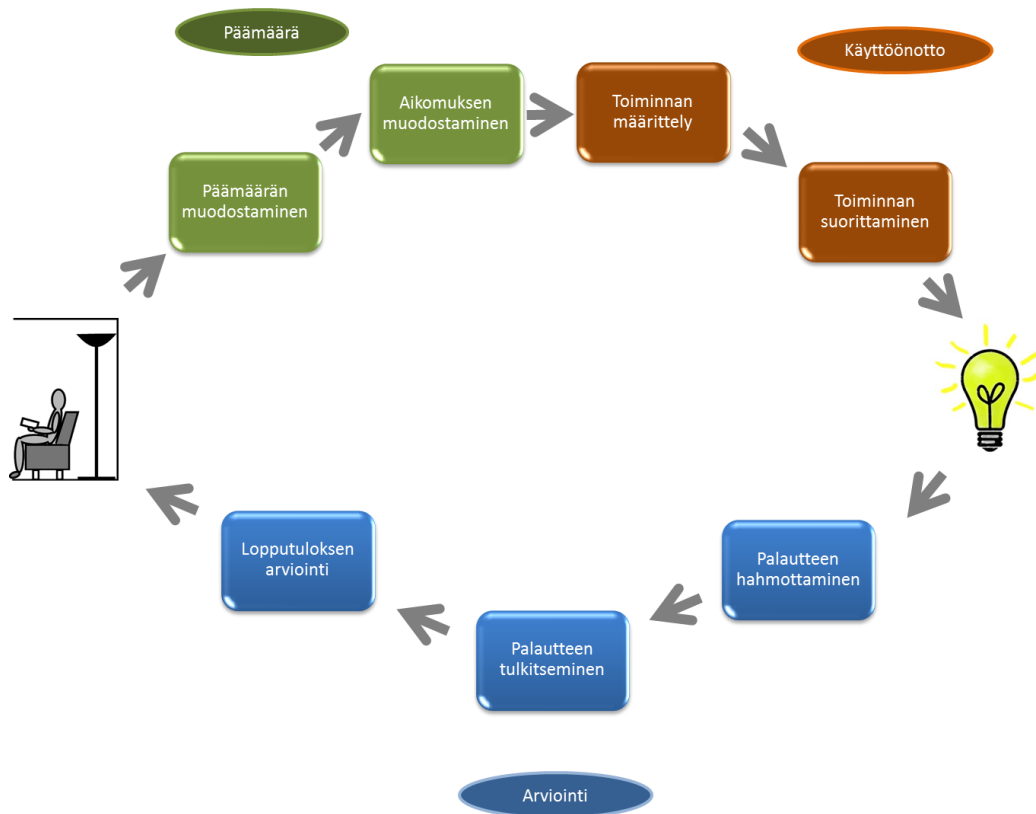 Päämäärä
Käyttöönotto
Aikomuksen
muodostaminen
Toiminnan
määrittely
Päämäärän
muodostaminen
Toiminnan
suorittaminen
Lopputuloksen
arviointi
Palautteen
hahmottaminen
Palautteen
tulkitseminen
Arviointi